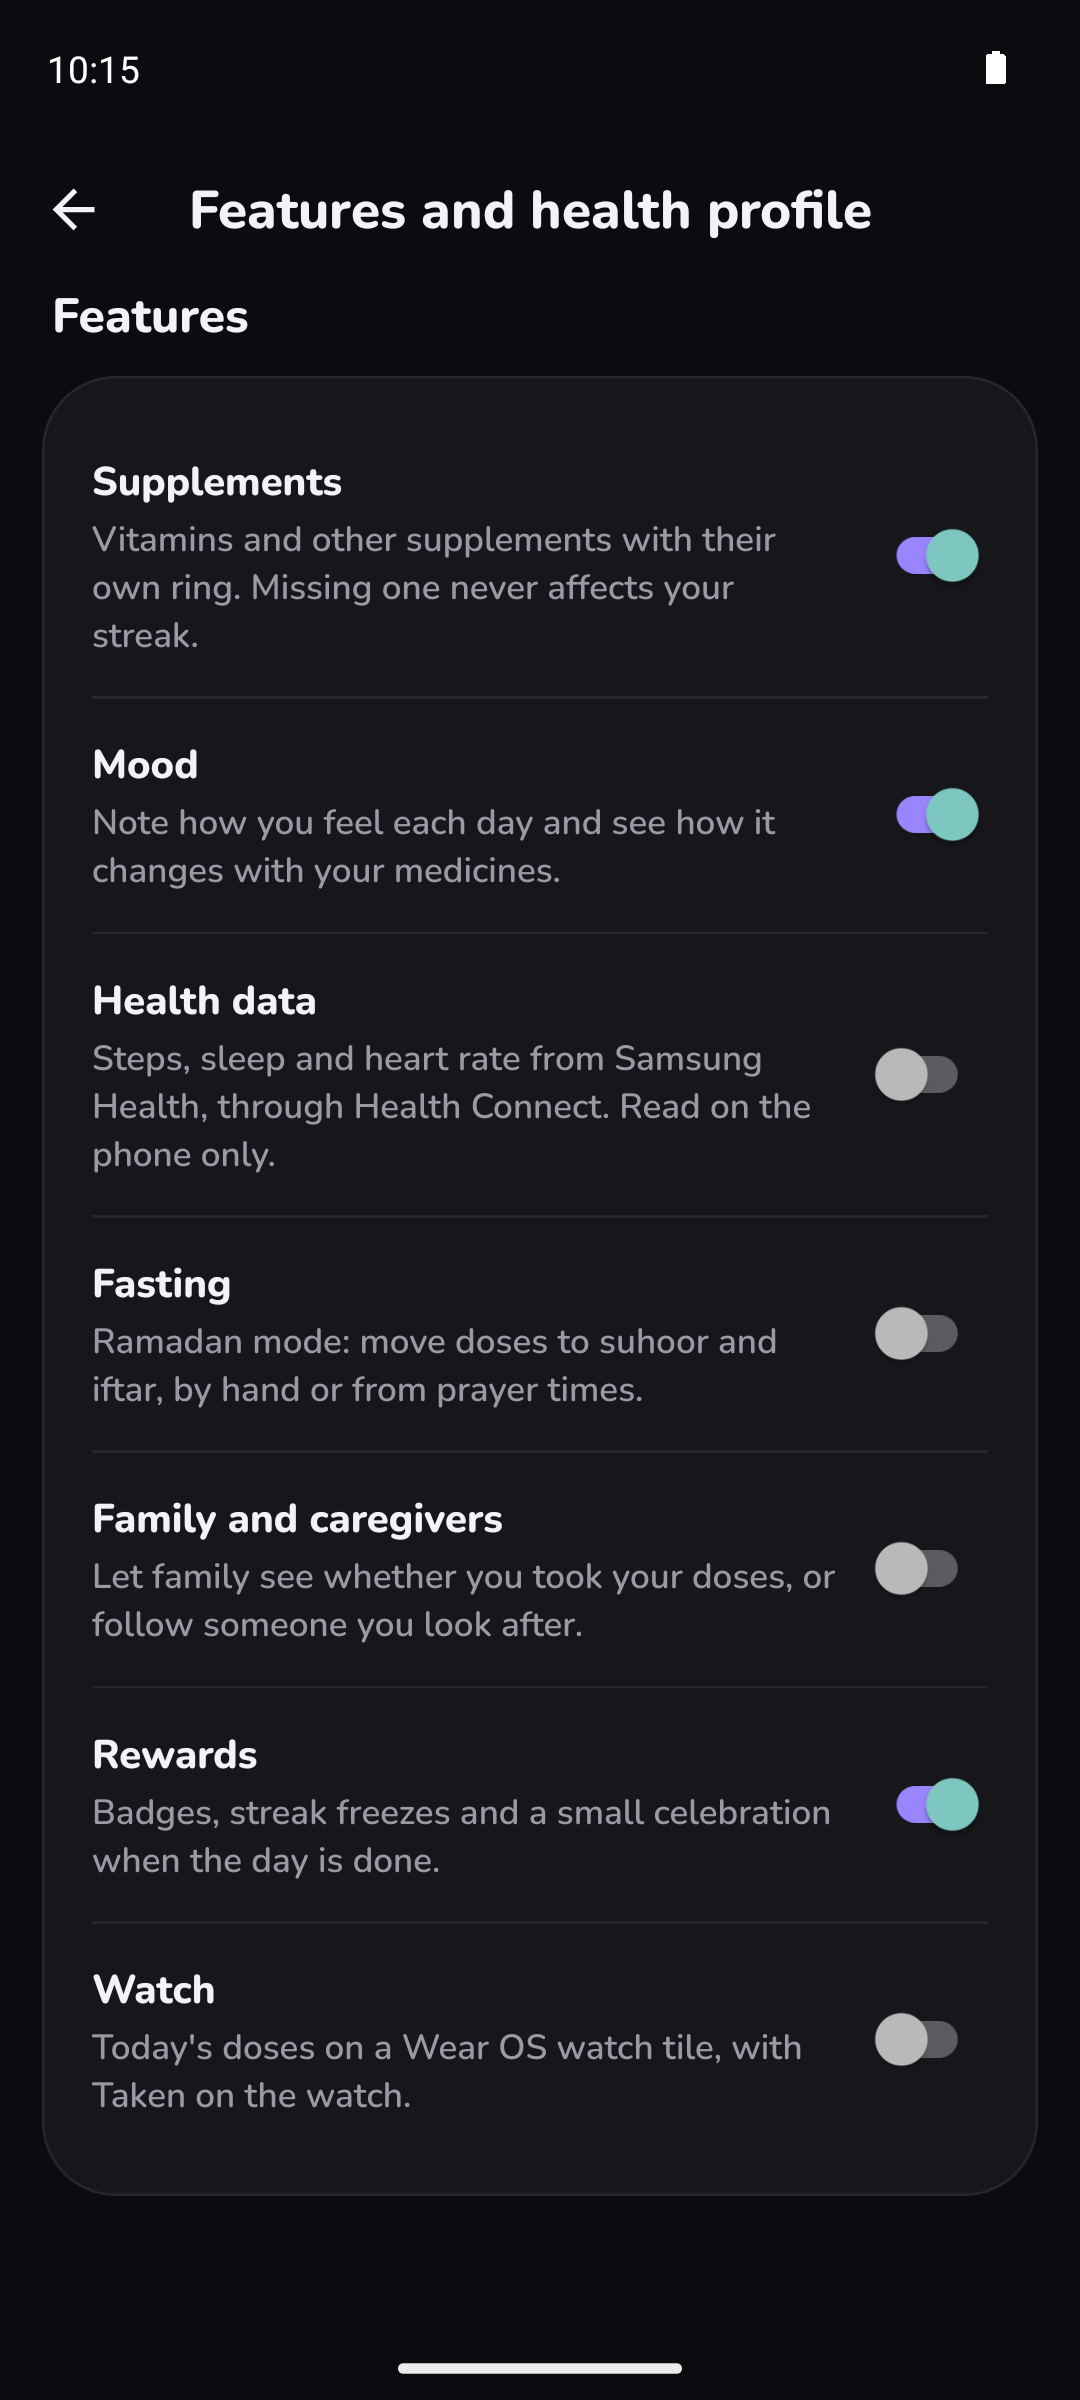 10:15
Features and health profile
Features
Supplements
Vitamins and other supplements with their
own ring. Missing one never affects your
streak.
Mood
Note how you feel each day and see how it
changes with your medicines.
Health data
Steps, sleep and heart rate from Samsung
Health, through Health Connect. Read on the
phone only.
Fasting
Ramadan mode: move doses to suhoor and
iftar, by hand or from prayer times.
Family and caregivers
Let family see whether you took your doses, or
follow someone you look after.
Rewards
Badges, streak freezes and a small celebration
when the day is done.
Watch
Today's doses on a Wear OS watch tile, with
Taken on the watch.